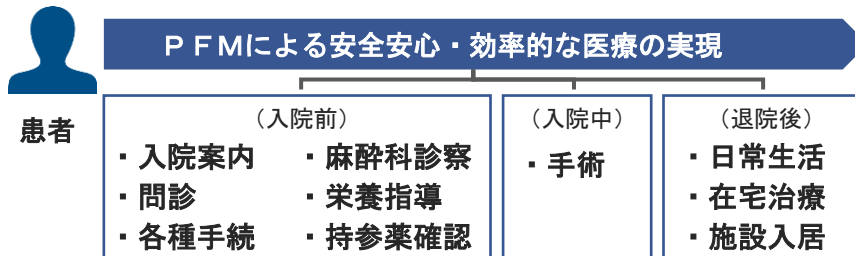 ＰＦＭによる安全安心・効率的な医療の実現
患者
（入院前）
・入院案内
・問診
・各種手続
・麻酔科診察
・栄養指導
・持参薬確認
（入院中）
・手術
（退院後）
・日常生活
・在宅治療
・施設入居